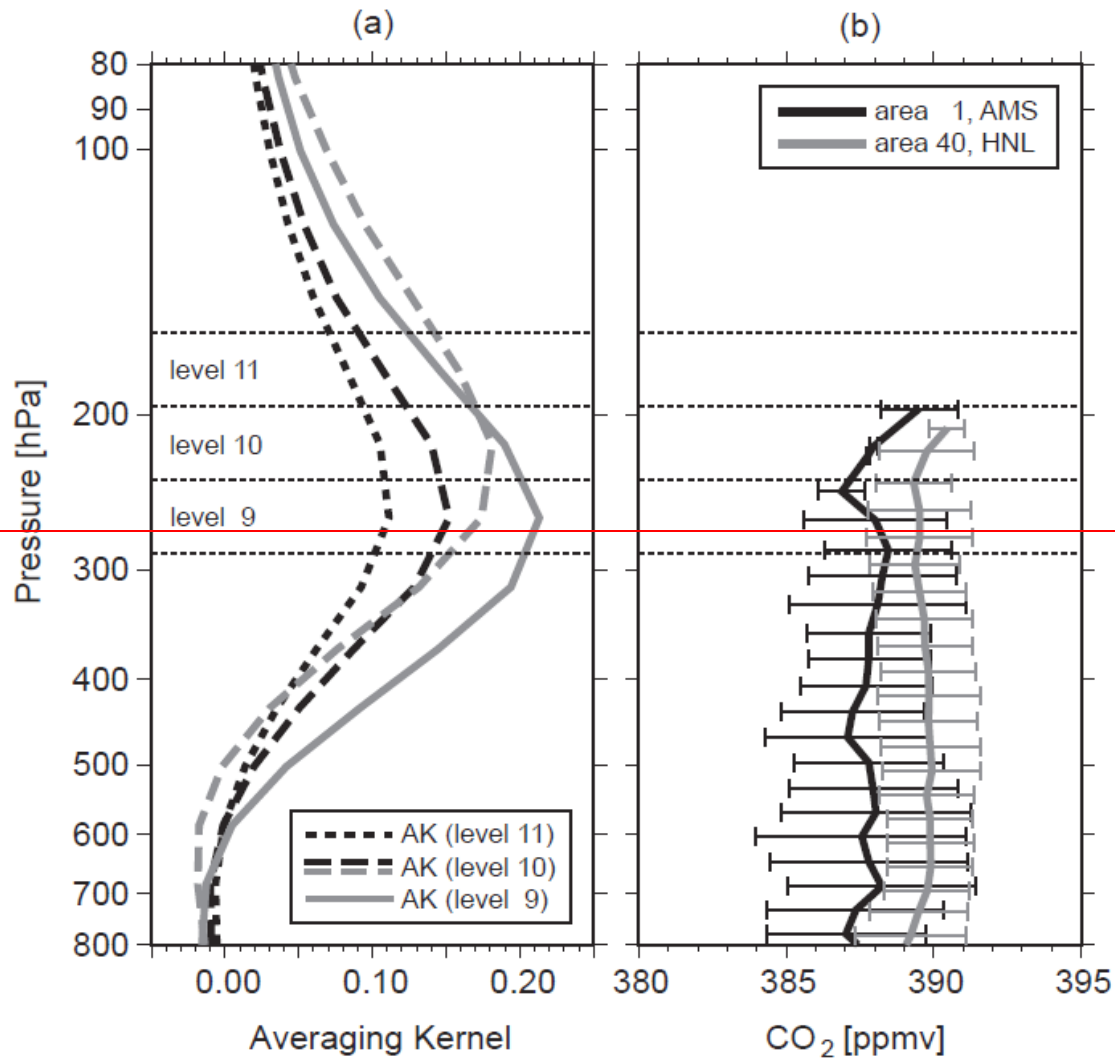 (a)
(b)
80
90
100
200
300
400
500
600
700
800
Pressure [hPa]
level 11
level 10
level 9
AK (level 11)
AK (level 10)
AK (level 9)
0.00 0.10 0.20
Averaging Kernel
area 1, AMS
area 40, HNL
380 385 390 395
CO2 [ppmv]